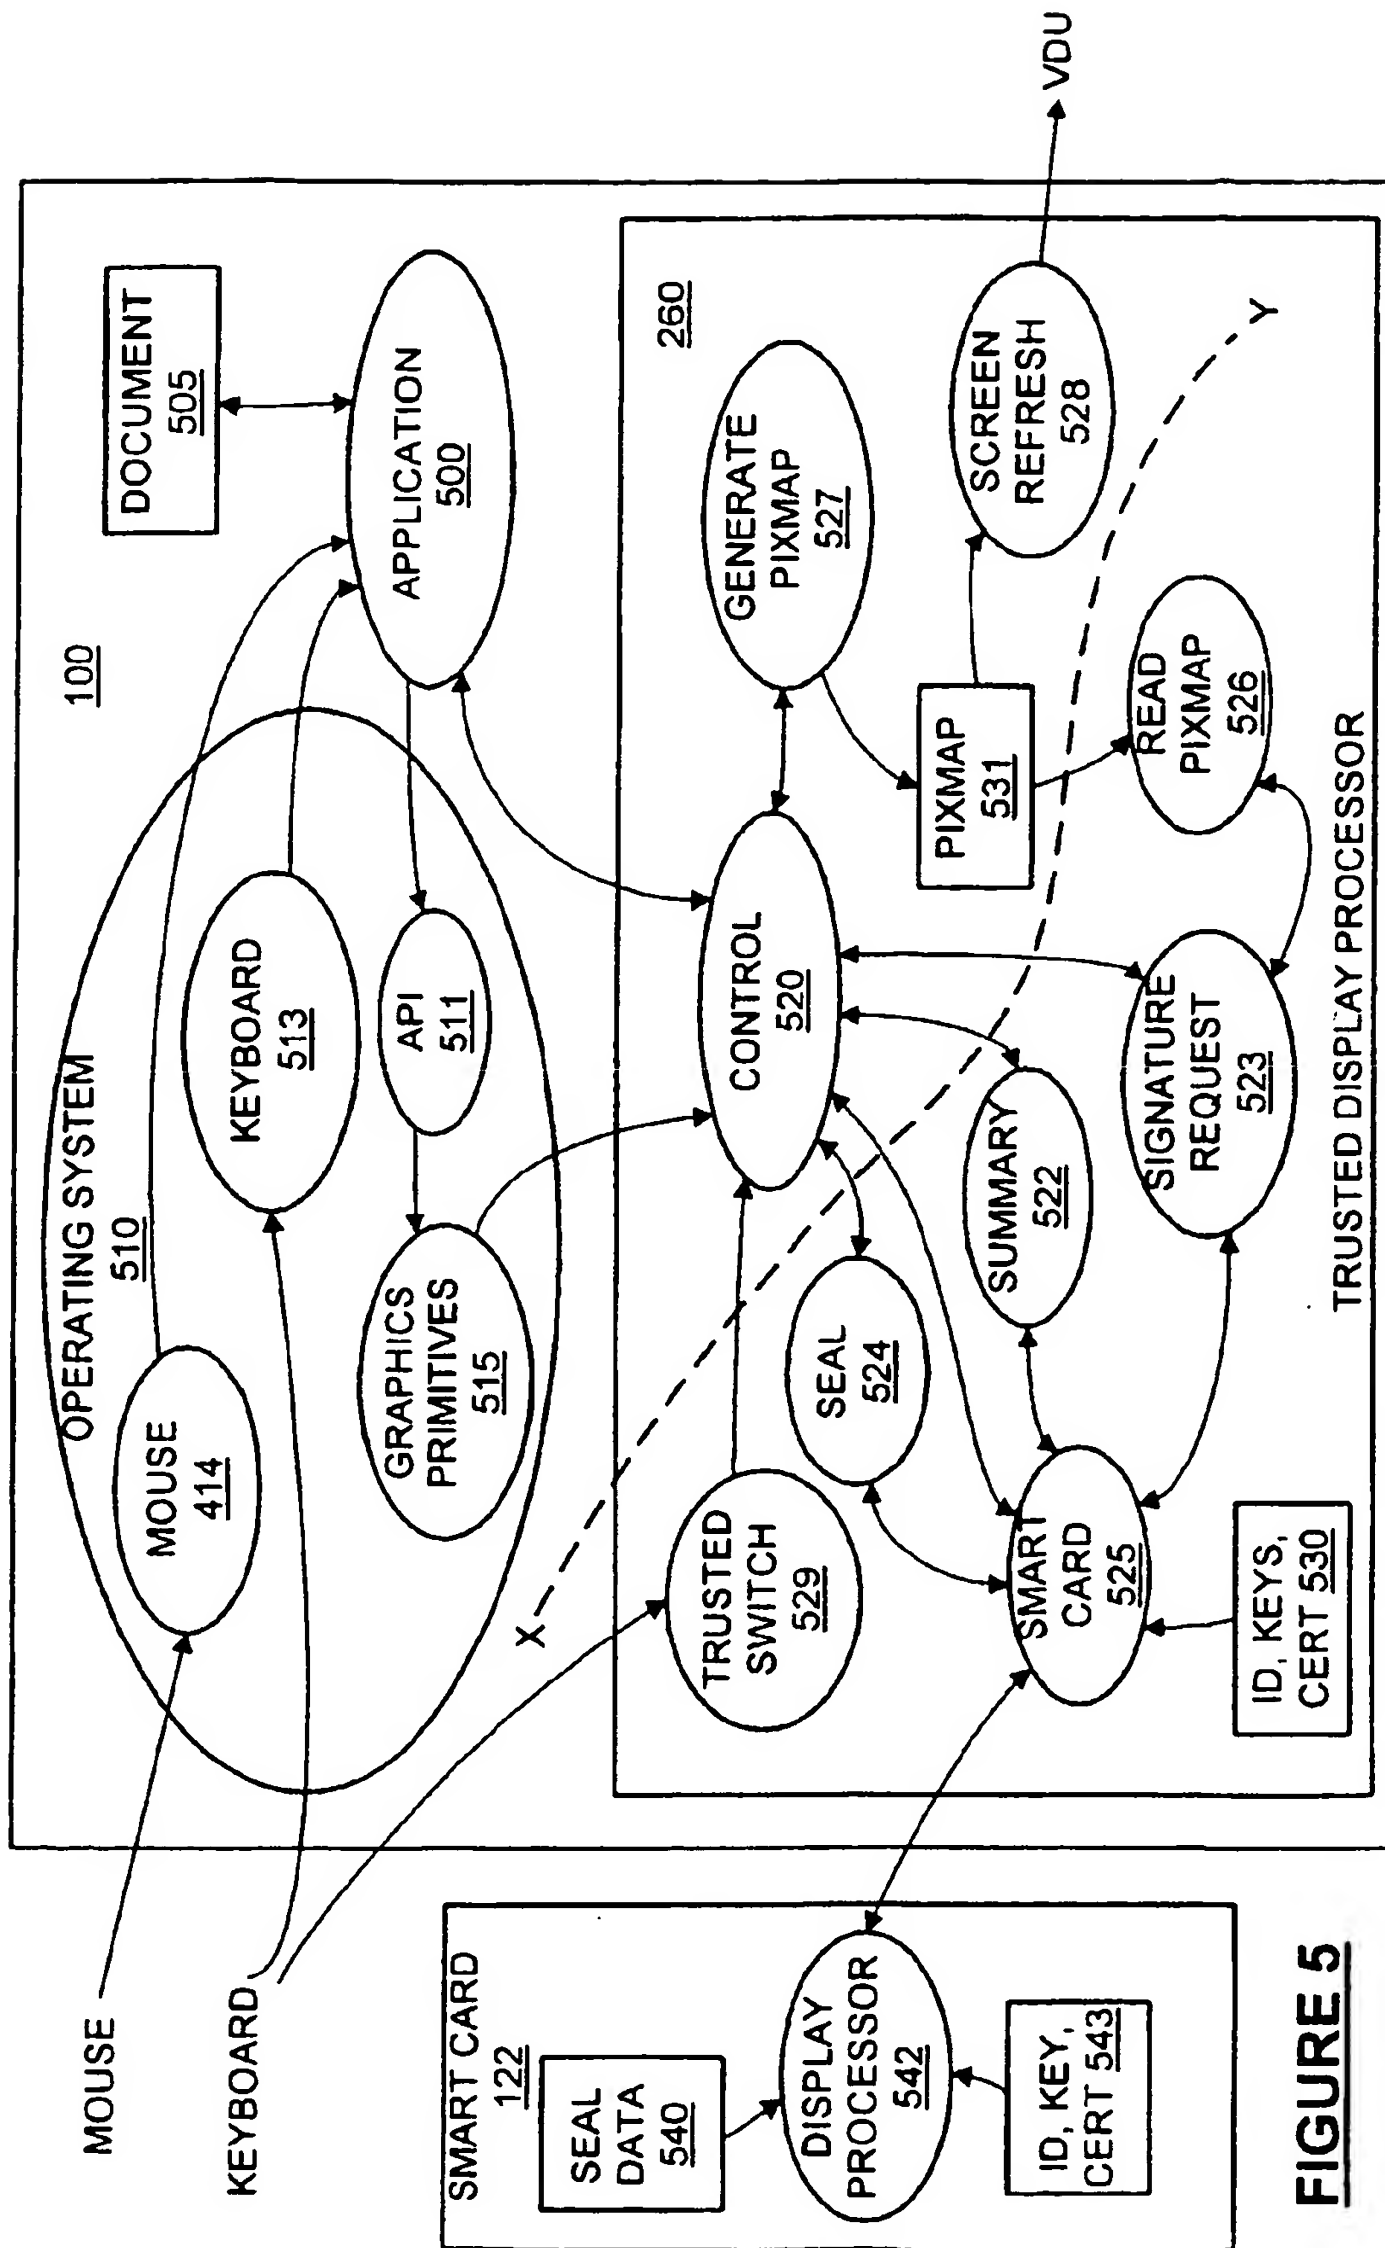 MOUSE
KEYBOARD
100
OPERATING SYSTEM
510
MOUSE
414
KEYBOARD
513
GRAPHICS
PRIMITIVES
515
API
511
DOCUMENT
505
APPLICATION
500
X
260
TRUSTED
SWITCH
529
CONTROL
520
GENERATE
PIXMAP
527
SEAL
524
SUMMARY
522
PIXMAP
531
SCREEN
REFRESH
528
VDU
SMART
CARD
525
SIGNATURE
REQUEST
523
READ
PIXMAP
526
Y
ID, KEYS,
CERT 530
TRUSTED DISPLAY PROCESSOR
SMART CARD
122
SEAL
DATA
540
DISPLAY
PROCESSOR
542
ID, KEY,
CERT 543
FIGURE 5